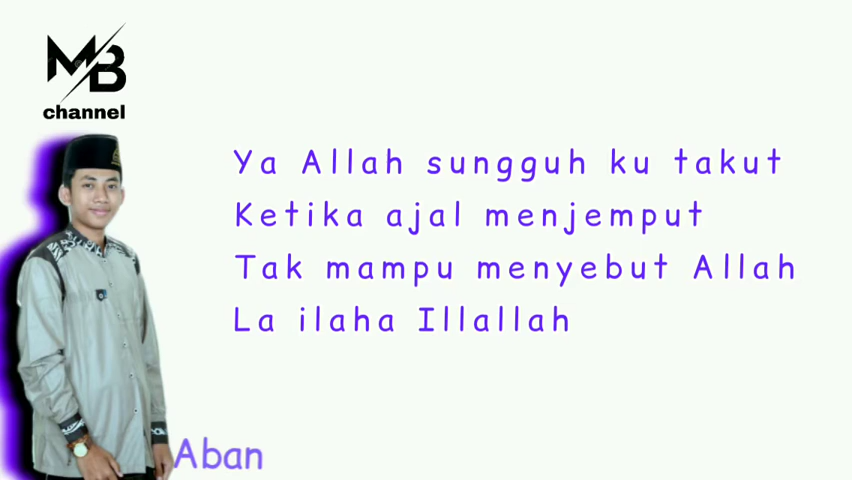 MB
channel
Ya Allah sungguh ku takut
Ketika ajal menjemput
Tak mampu menyebut Allah
La ilaha Illallah
Aban